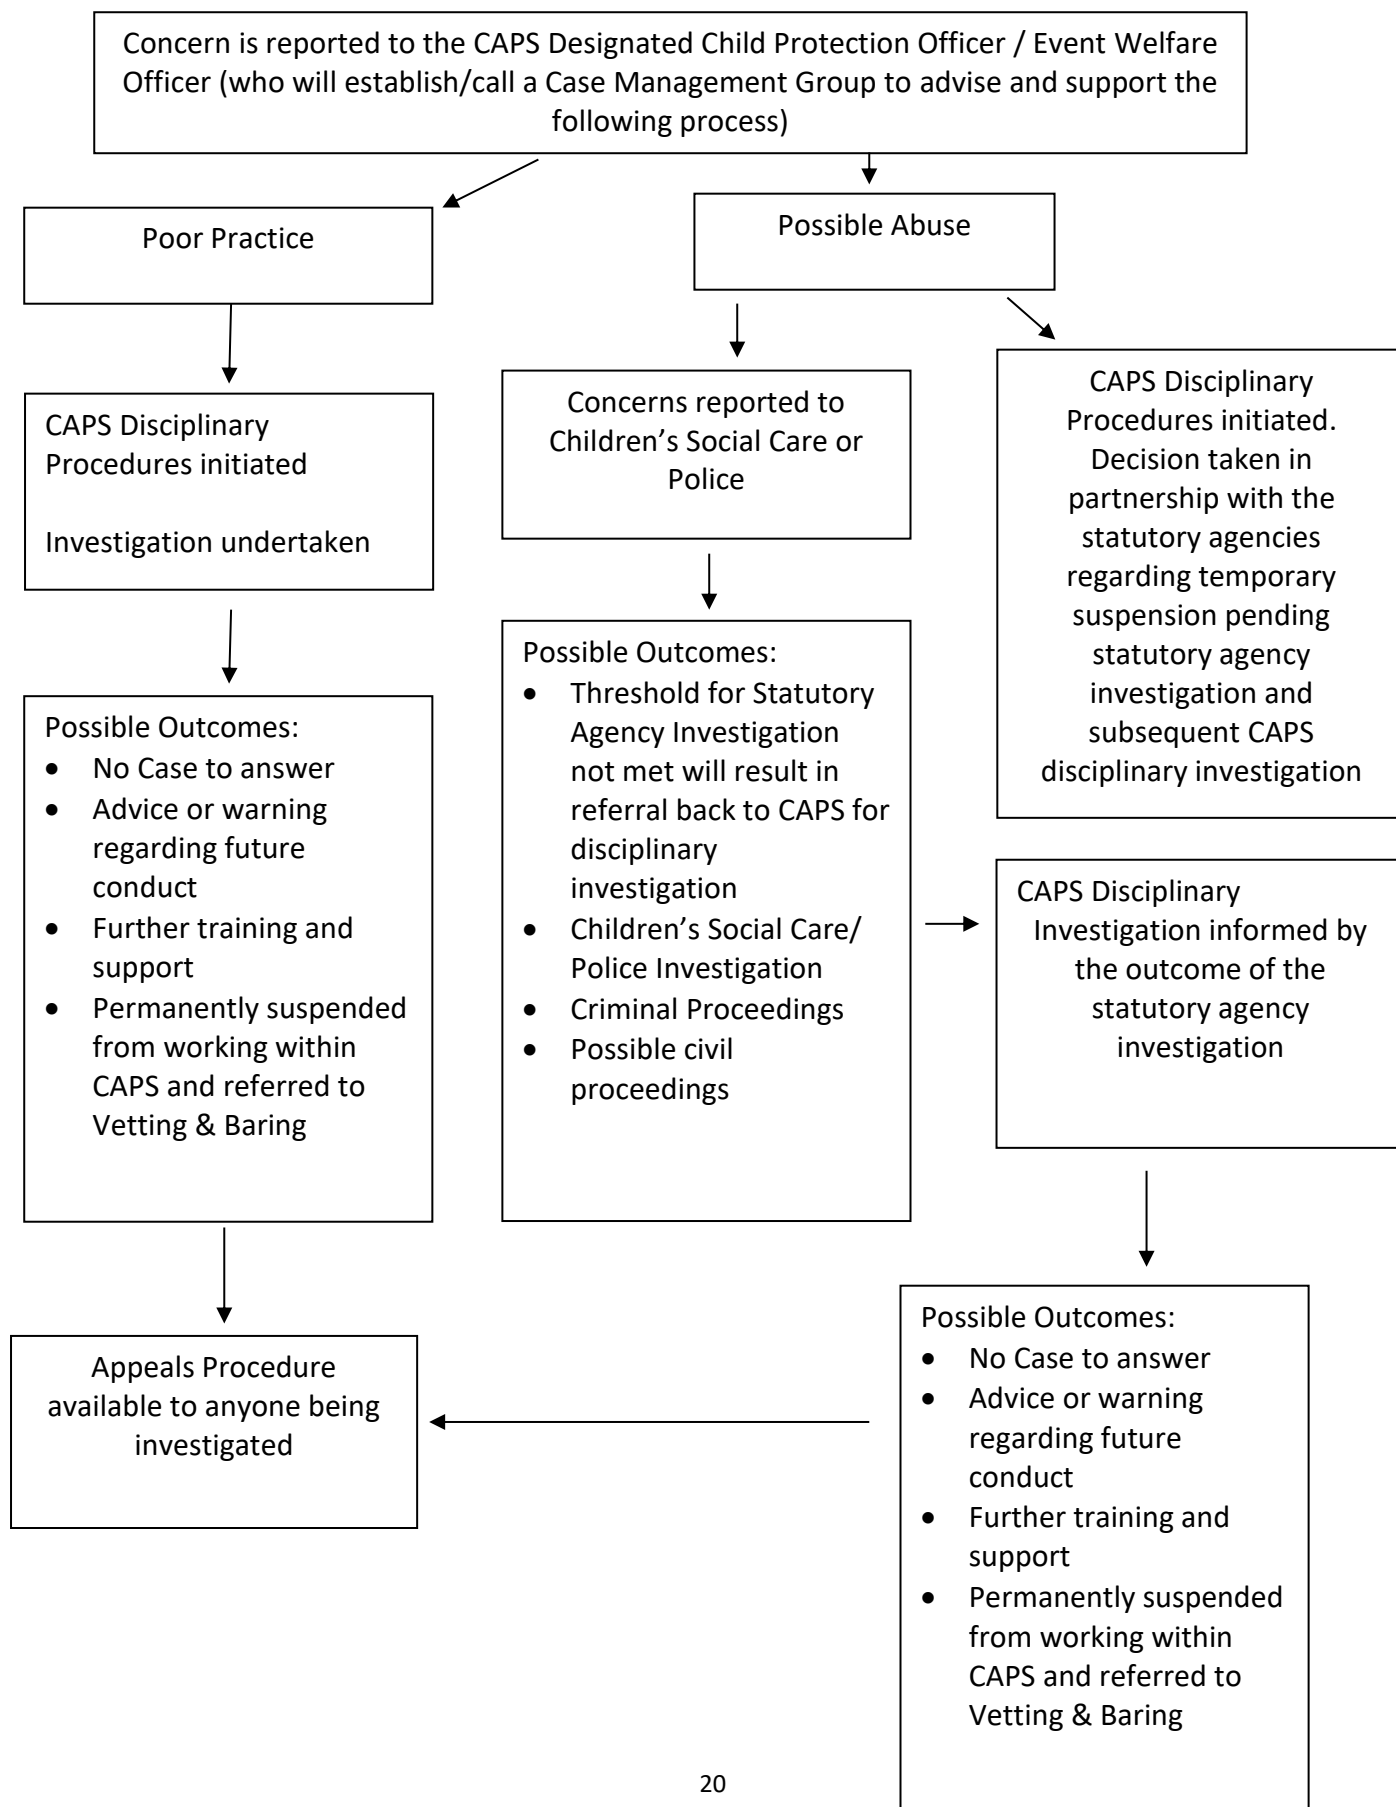 Concern is reported to the CAPS Designated Child Protection Officer / Event Welfare
Officer (who will establish/call a Case Management Group to advise and support the
following process)
Poor Practice
Possible Abuse
CAPS Disciplinary
Procedures initiated
Investigation undertaken
Concerns reported to
Children’s Social Care or
Police
CAPS Disciplinary
Procedures initiated.
Decision taken in
partnership with the
statutory agencies
regarding temporary
suspension pending
statutory agency
investigation and
subsequent CAPS
disciplinary investigation
Possible Outcomes:
• No Case to answer
• Advice or warning
regarding future
conduct
• Further training and
support
• Permanently suspended
from working within
CAPS and referred to
Vetting & Baring
Possible Outcomes:
• Threshold for Statutory
Agency Investigation
not met will result in
referral back to CAPS for
disciplinary
investigation
• Children’s Social Care/
Police Investigation
• Criminal Proceedings
• Possible civil
proceedings
CAPS Disciplinary
Investigation informed by
the outcome of the
statutory agency
investigation
Appeals Procedure
available to anyone being
investigated
Possible Outcomes:
• No Case to answer
• Advice or warning
regarding future
conduct
• Further training and
support
• Permanently suspended
from working within
CAPS and referred to
Vetting & Baring
20